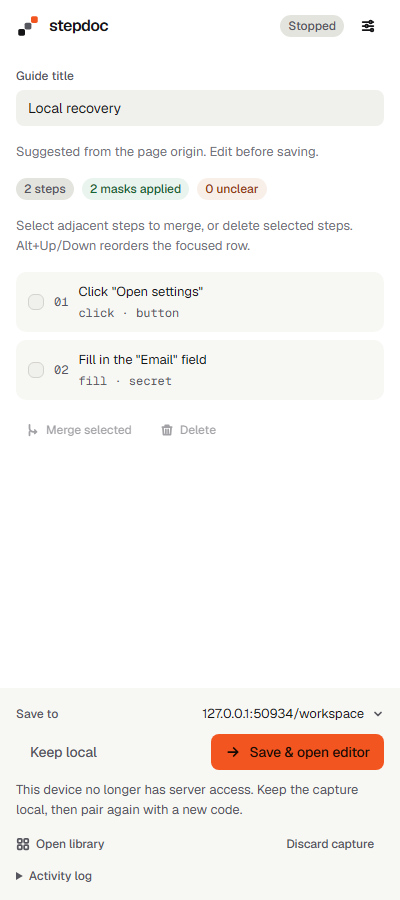 stepdoc
Stopped
Guide title
Local recovery
Suggested from the page origin. Edit before saving.
2 steps
2 masks applied
0 unclear
Select adjacent steps to merge, or delete selected steps.
Alt+Up/Down reorders the focused row.
01
Click "Open settings"
click · button
02
Fill in the "Email" field
fill · secret
Merge selected
Delete
Save to
127.0.0.1:50934/workspace
Keep local
Save & open editor
This device no longer has server access. Keep the capture
local, then pair again with a new code.
Open library
Discard capture
Activity log